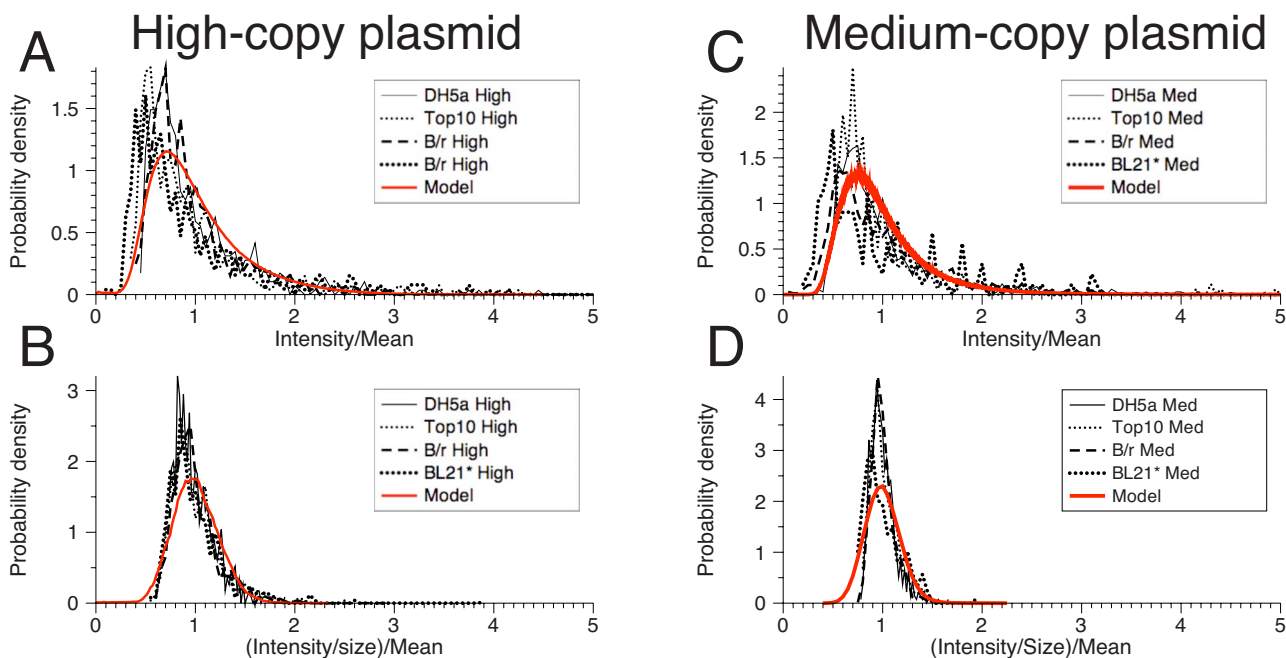 High-copy plasmid
A
Probability density
1.5
1
0.5
0
DH5a High
Top10 High
B/r High
B/r High
Model
0 1 2 3 4 5
Intensity/Mean
B
Probability density
3
2
1
0
DH5a High
Top10 High
B/r High
BL21* High
Model
0 1 2 3 4 5
(Intensity/size)/Mean
Medium-copy plasmid
C
Probability density
2
1.5
1
0.5
0
DH5a Med
Top10 Med
B/r Med
BL21* Med
Model
0 1 2 3 4 5
Intensity/Mean
D
Probability density
4
3
2
1
0
DH5a Med
Top10 Med
B/r Med
BL21* Med
Model
0 1 2 3 4 5
(Intensity/Size)/Mean